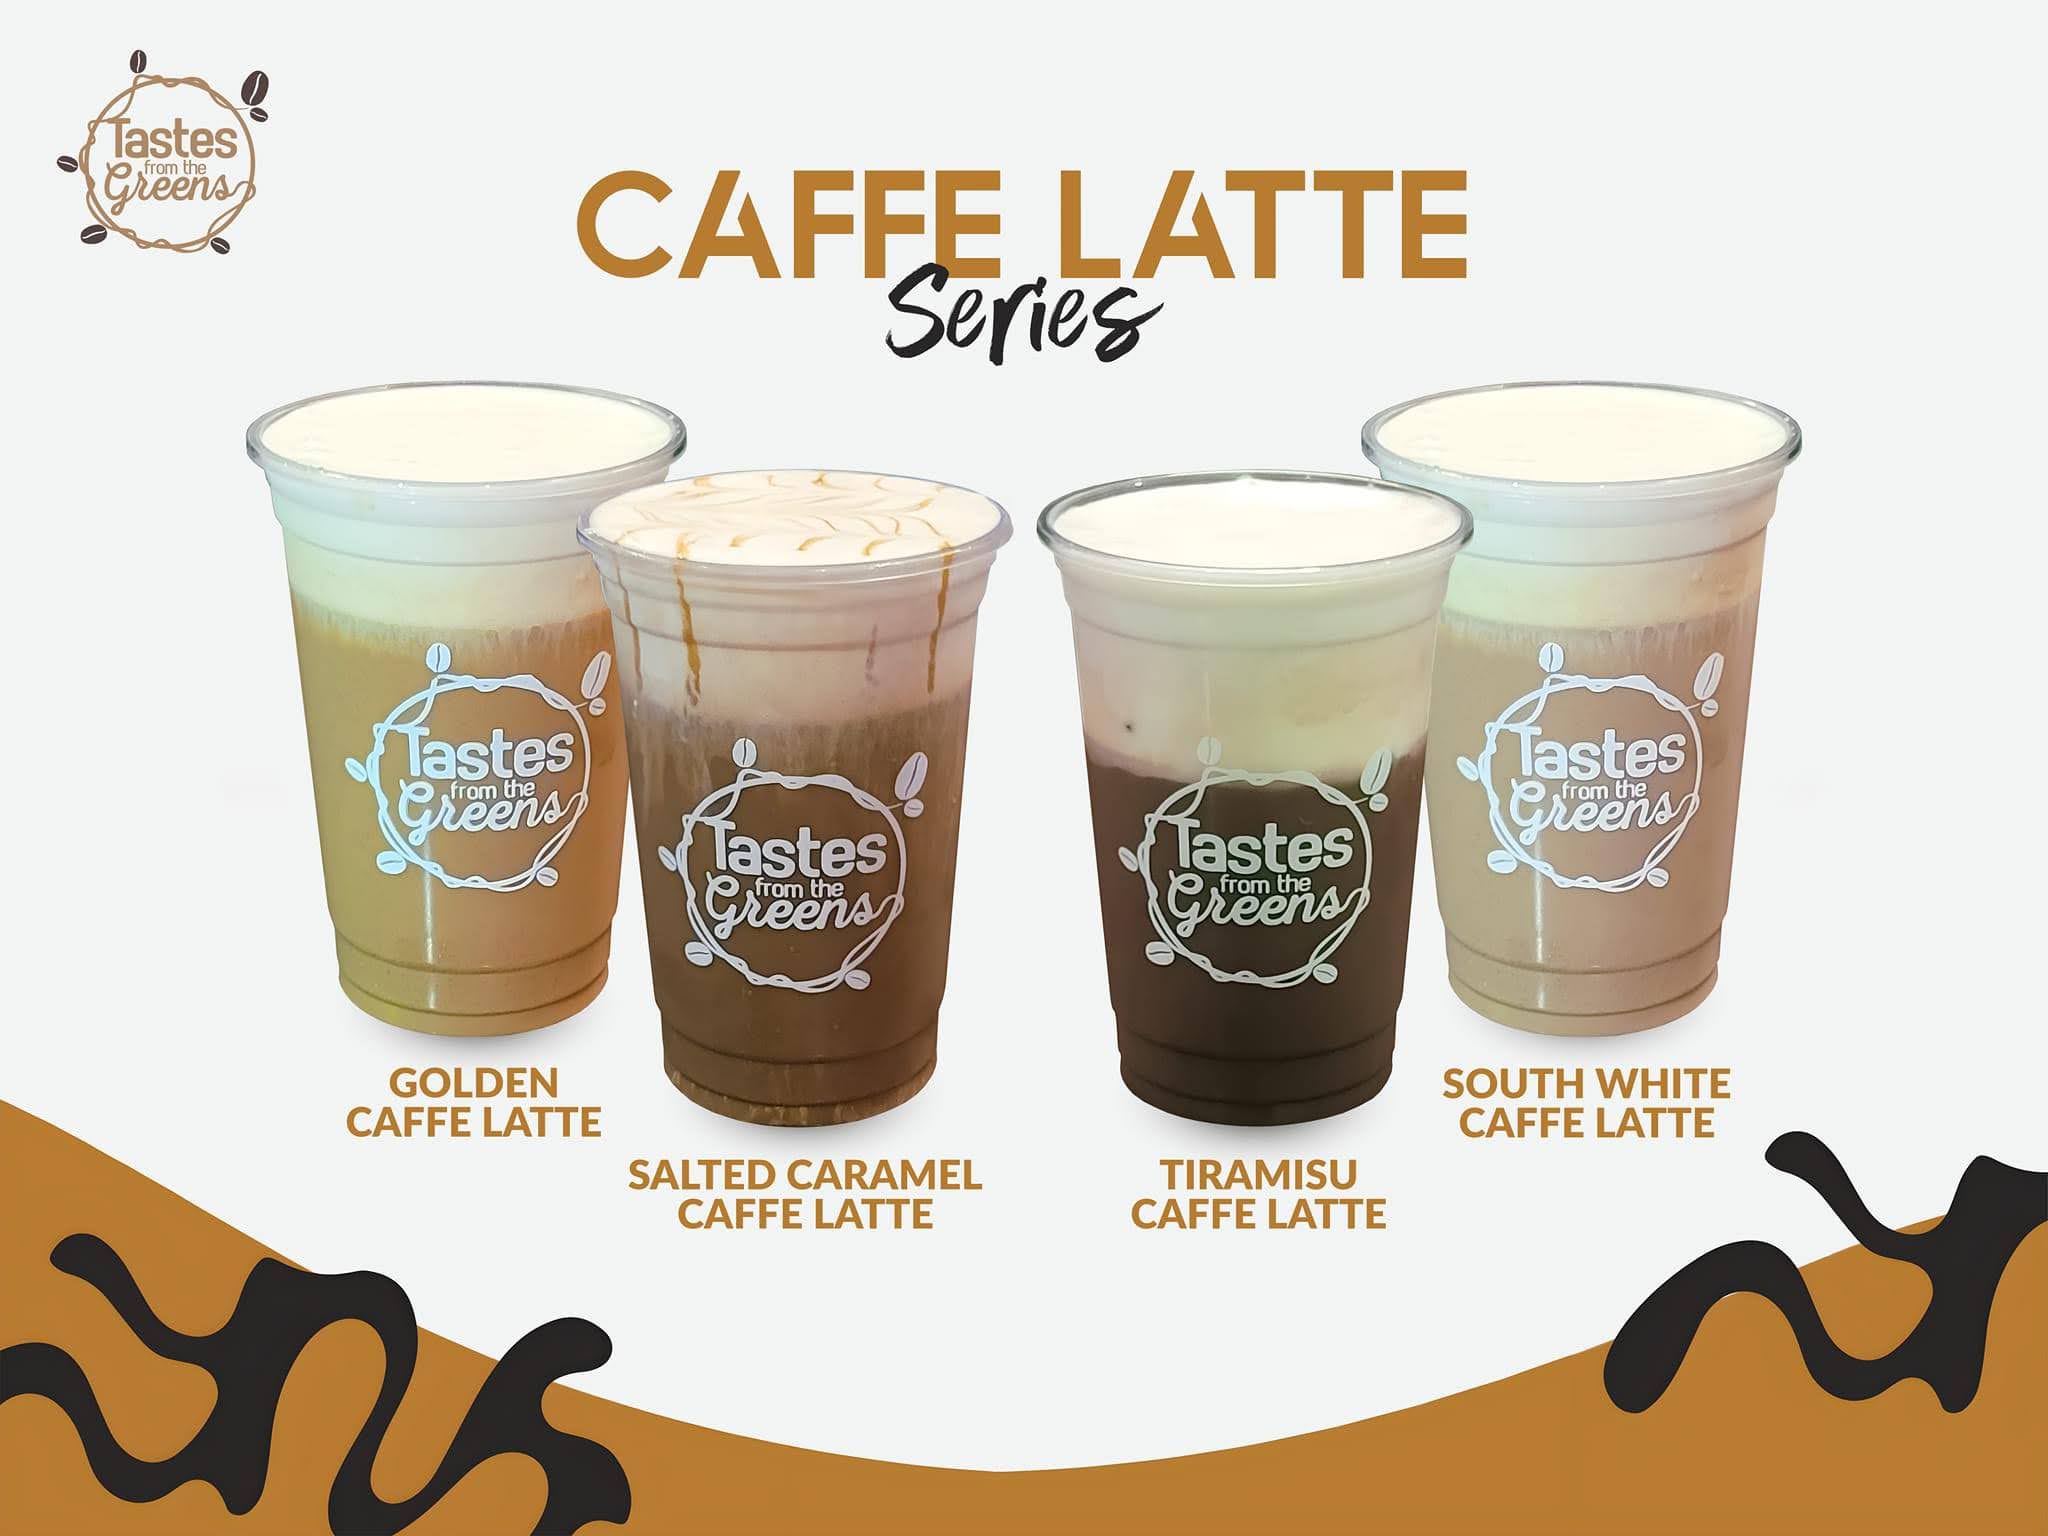 Tastes
from the
Greens
CAFFE LATTE
Series
Tastes
from the
Greens
Tastes
from the
Greens
Tastes
from the
Greens
Tastes
from the
Greens
GOLDEN
CAFFE LATTE
SALTED CARAMEL
CAFFE LATTE
TIRAMISU
CAFFE LATTE
SOUTH WHITE
CAFFE LATTE